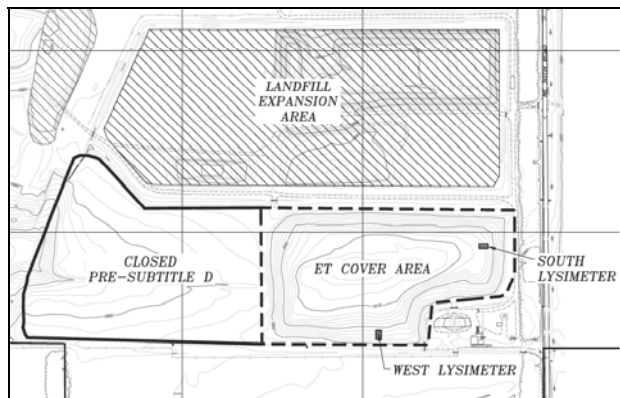 LANDFILL
EXPANSION
AREA
CLOSED
PRE-SUBTITLE D
ET COVER AREA
SOUTH
LYSIMETER
WEST LYSIMETER